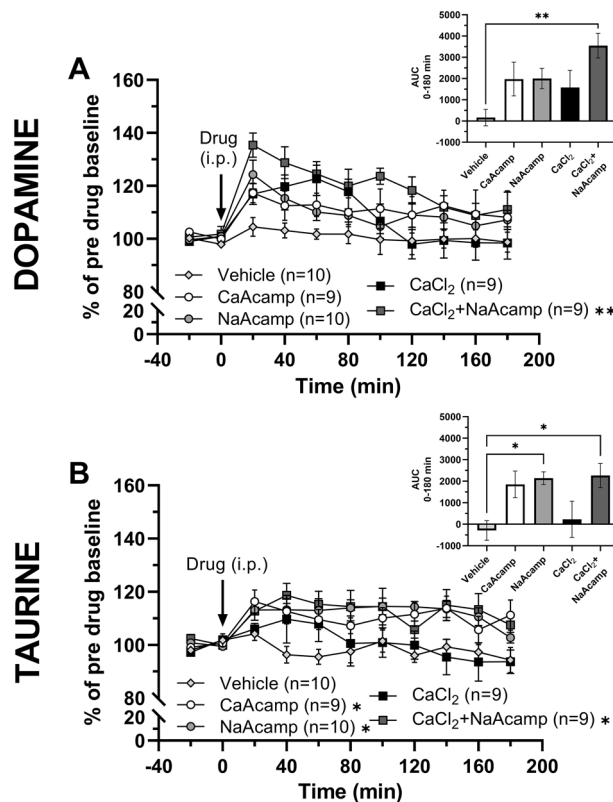 DOPAMINE
A
% of pre drug baseline
160
140
120
100
80
20
0
Drug
(i.p.)
Vehicle (n=10)
CaAcamp (n=9)
NaAcamp (n=10)
CaCl₂ (n=9)
CaCl₂+NaAcamp (n=9) **
-40 0 40 80 120 160 200
Time (min)
AUC
0-180 min
5000
4000
3000
2000
1000
0
-1000
**
Vehicle
CaAcamp
NaAcamp
CaCl₂
CaCl₂+
NaAcamp
TAURINE
B
% of pre drug baseline
160
140
120
100
80
20
0
Drug (i.p.)
Vehicle (n=10)
CaAcamp (n=9) *
NaAcamp (n=10) *
CaCl₂ (n=9)
CaCl₂+NaAcamp (n=9) *
-40 0 40 80 120 160 200
Time (min)
AUC
0-180 min
5000
4000
3000
2000
1000
0
-1000
*
*
Vehicle
CaAcamp
NaAcamp
CaCl₂
CaCl₂+
NaAcamp